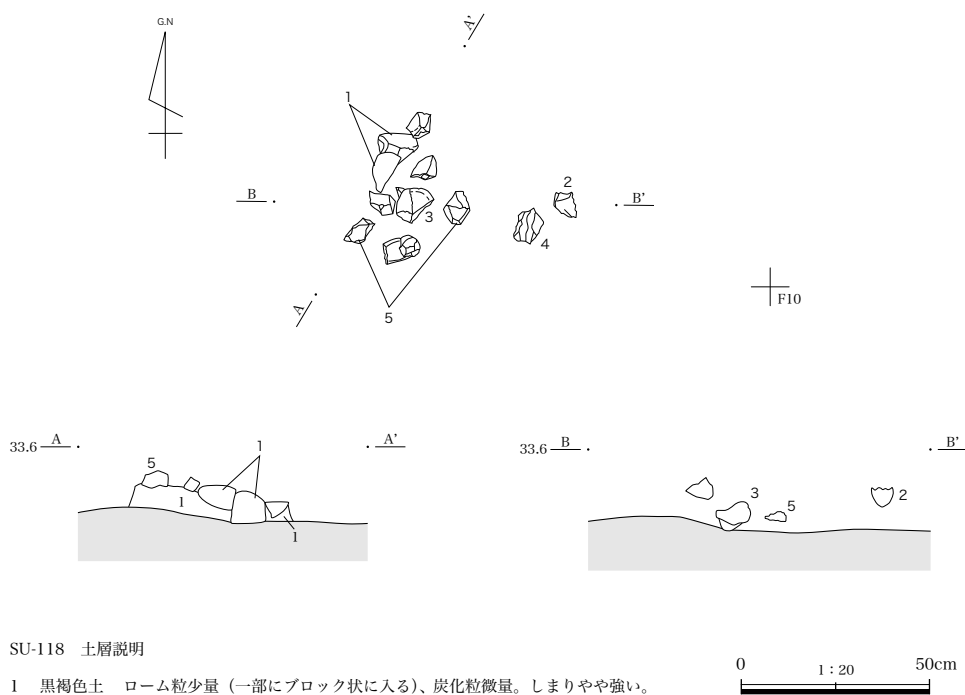 G.N
A'
1
B
2
B'
3
4
A
F10
5
33.6 A A'
1
5
1
1
33.6 B B'
3
5
2
SU-118 土層説明
1 黒褐色土 ローム粒少量（一部にブロック状に入る）、炭化粒微量。しまりやや強い。
0 1：20 50cm